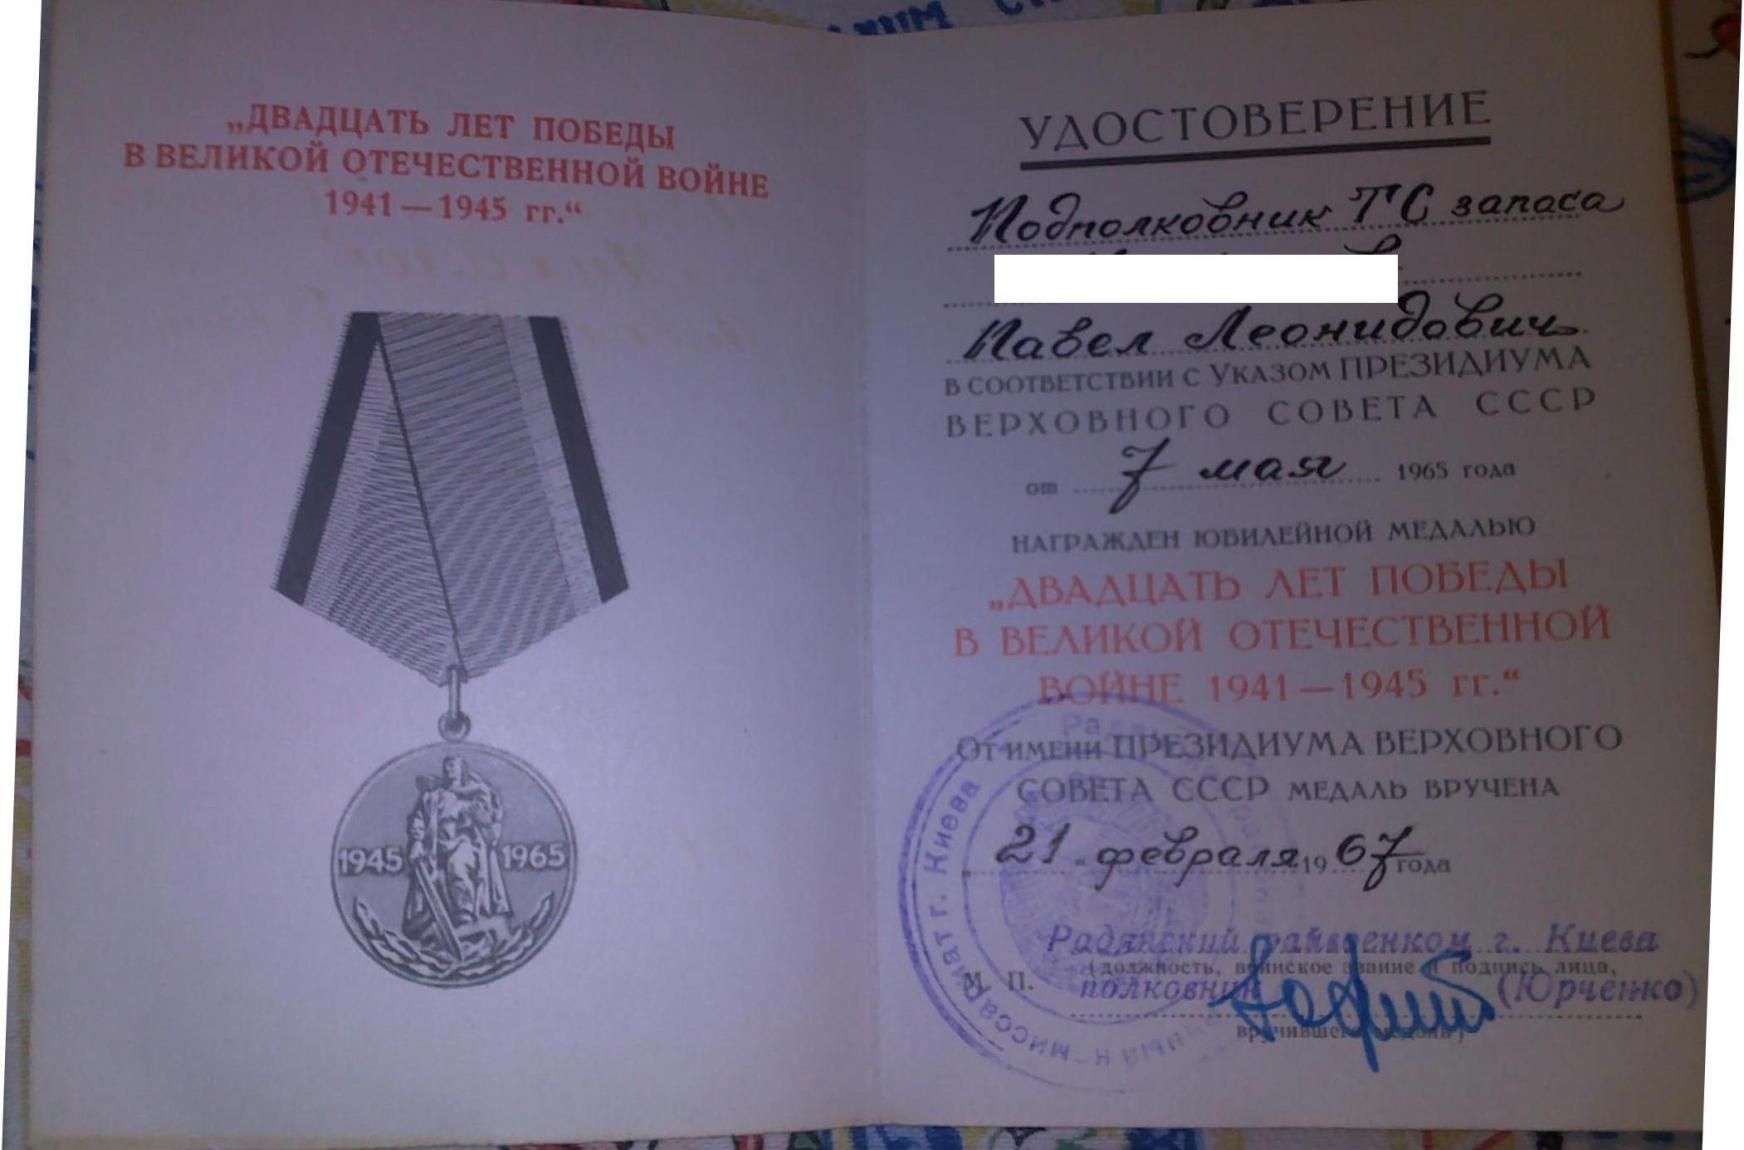 „ДВАДЦАТЬ ЛЕТ ПОБЕДЫ
В ВЕЛИКОЙ ОТЕЧЕСТВЕННОЙ ВОЙНЕ
1941—1945 гг.“
1945 1965
УДОСТОВЕРЕНИЕ
Подполковник ТС запаса
Павел Леонидович
В СООТВЕТСТВИИ С УКАЗОМ ПРЕЗИДИУМА
ВЕРХОВНОГО СОВЕТА СССР
от 7 мая 1965 года
НАГРАЖДЕН ЮБИЛЕЙНОЙ МЕДАЛЬЮ
„ДВАДЦАТЬ ЛЕТ ПОБЕДЫ
В ВЕЛИКОЙ ОТЕЧЕСТВЕННОЙ
ВОЙНЕ 1941—1945 гг.“
ОТ ИМЕНИ ПРЕЗИДИУМА ВЕРХОВНОГО
СОВЕТА СССР МЕДАЛЬ ВРУЧЕНА
21 февраля 1967 года
Радянский райвоенком г. Киева
(должность, воинское звание и подпись лица,
М. П. полковник (Юрченко)
вручившего медаль)
г. Киева